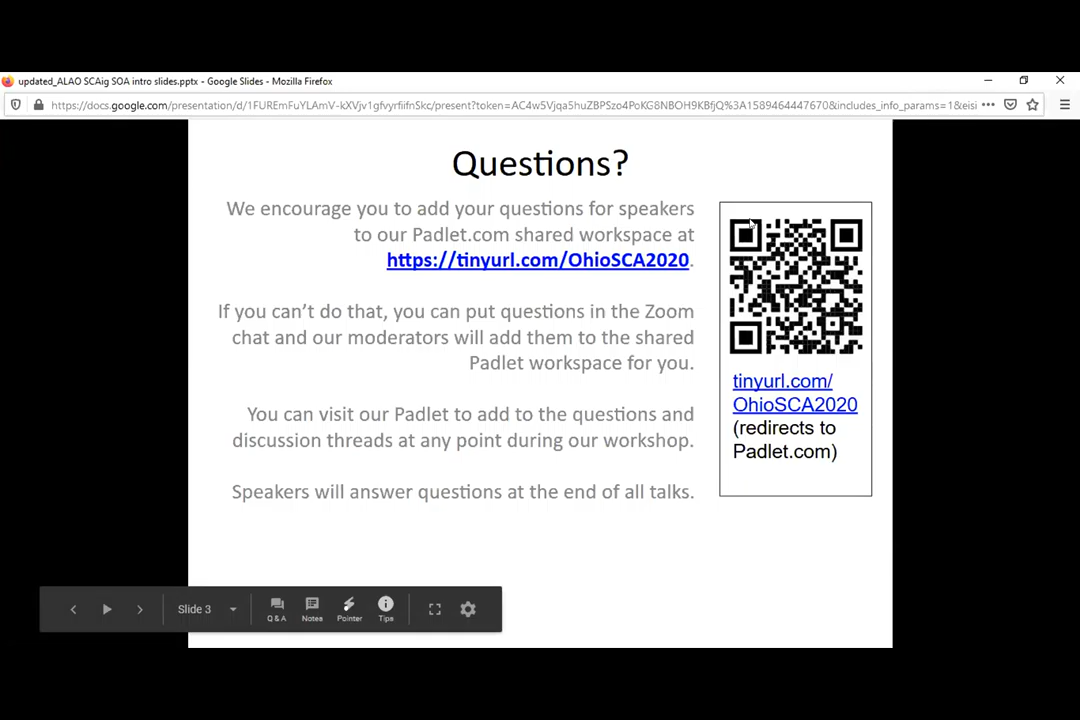 updated_ALAO SCAig SOA intro slides.pptx - Google Slides - Mozilla Firefox
https://docs.google.com/presentation/d/1FUREmFuYLAmV-kXVjv1gfvyrfiifnSkc/present?token=AC4w5Vjqa5huZBPSzo4PoKG8NBOH9KBfjQ%3A1589464447670&includes_info_params=1&eisi
Questions?
We encourage you to add your questions for speakers
to our Padlet.com shared workspace at
https://tinyurl.com/OhioSCA2020.
If you can't do that, you can put questions in the Zoom
chat and our moderators will add them to the shared
Padlet workspace for you.
You can visit our Padlet to add to the questions and
discussion threads at any point during our workshop.
Speakers will answer questions at the end of all talks.
tinyurl.com/
OhioSCA2020
(redirects to
Padlet.com)
Slide 3
Q & A
Notes
Pointer
Tips